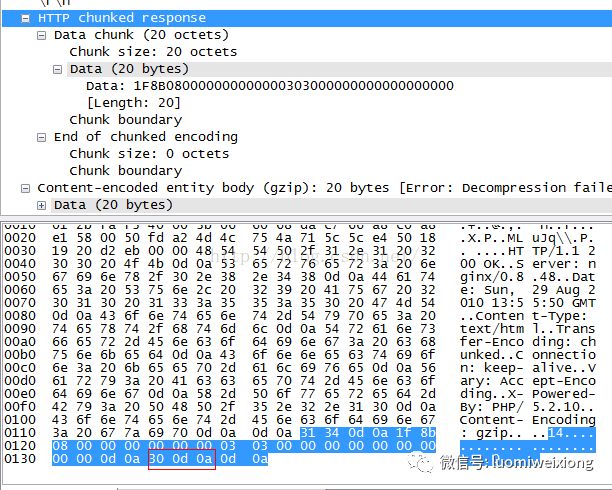 HTTP chunked response
Data chunk (20 octets)
Chunk size: 20 octets
Data (20 bytes)
Data: 1F8B080000000000000303000000000000000000
[Length: 20]
Chunk boundary
End of chunked encoding
Chunk size: 0 octets
Chunk boundary
Content-encoded entity body (gzip): 20 bytes [Error: Decompression faile
Data (20 bytes)
0020 e1 58 00 50 fd a2 4d 4c 75 4a 71 5c 5c e4 50 18 .X.P..ML uJq\\.P.
0030 19 20 d2 eb 00 00 48 54 54 50 2f 31 2e 31 20 32 . ....HT TP/1.1 2
0040 30 30 20 4f 4b 0d 0a 53 65 72 76 65 72 3a 20 6e 00 OK..S erver: n
0050 67 69 6e 78 2f 30 2e 38 2e 34 38 0d 0a 44 61 74 ginx/0.8 .48..Dat
0060 65 3a 20 53 75 6e 2c 20 32 39 20 41 75 67 20 32 e: Sun, 29 Aug 2
0070 30 31 30 20 31 33 3a 35 35 3a 35 30 20 47 4d 54 010 13:5 5:50 GMT
0080 0d 0a 43 6f 6e 74 65 6e 74 2d 54 79 70 65 3a 20 ..Conten t-Type:
0090 74 65 78 74 2f 68 74 6d 6c 0d 0a 54 72 61 6e 73 text/htm l..Trans
00a0 66 65 72 2d 45 6e 63 6f 64 69 6e 67 3a 20 63 68 fer-Enco ding: ch
00b0 75 6e 6b 65 64 0d 0a 43 6f 6e 6e 65 63 74 69 6f unked..C onnectio
00c0 6e 3a 20 6b 65 65 70 2d 61 6c 69 76 65 0d 0a 56 n: keep- alive..V
00d0 61 72 79 3a 20 41 63 63 65 70 74 2d 45 6e 63 6f ary: Acc ept-Enco
00e0 64 69 6e 67 0d 0a 58 2d 50 6f 77 65 72 65 64 2d ding..X- Powered-
00f0 42 79 3a 20 50 48 50 2f 35 2e 32 2e 31 30 0d 0a By: PHP/ 5.2.10..
0100 43 6f 6e 74 65 6e 74 2d 45 6e 63 6f 64 69 6e 67 Content- Encoding
0110 3a 20 67 7a 69 70 0d 0a 0d 0a 31 34 0d 0a 1f 8b : gzip.. ..14....
0120 08 00 00 00 00 00 00 03 03 00 00 00 00 00 00 00 ........ ........
0130 00 00 0d 0a 30 0d 0a 0d 0a
微信号: luomiweixiong